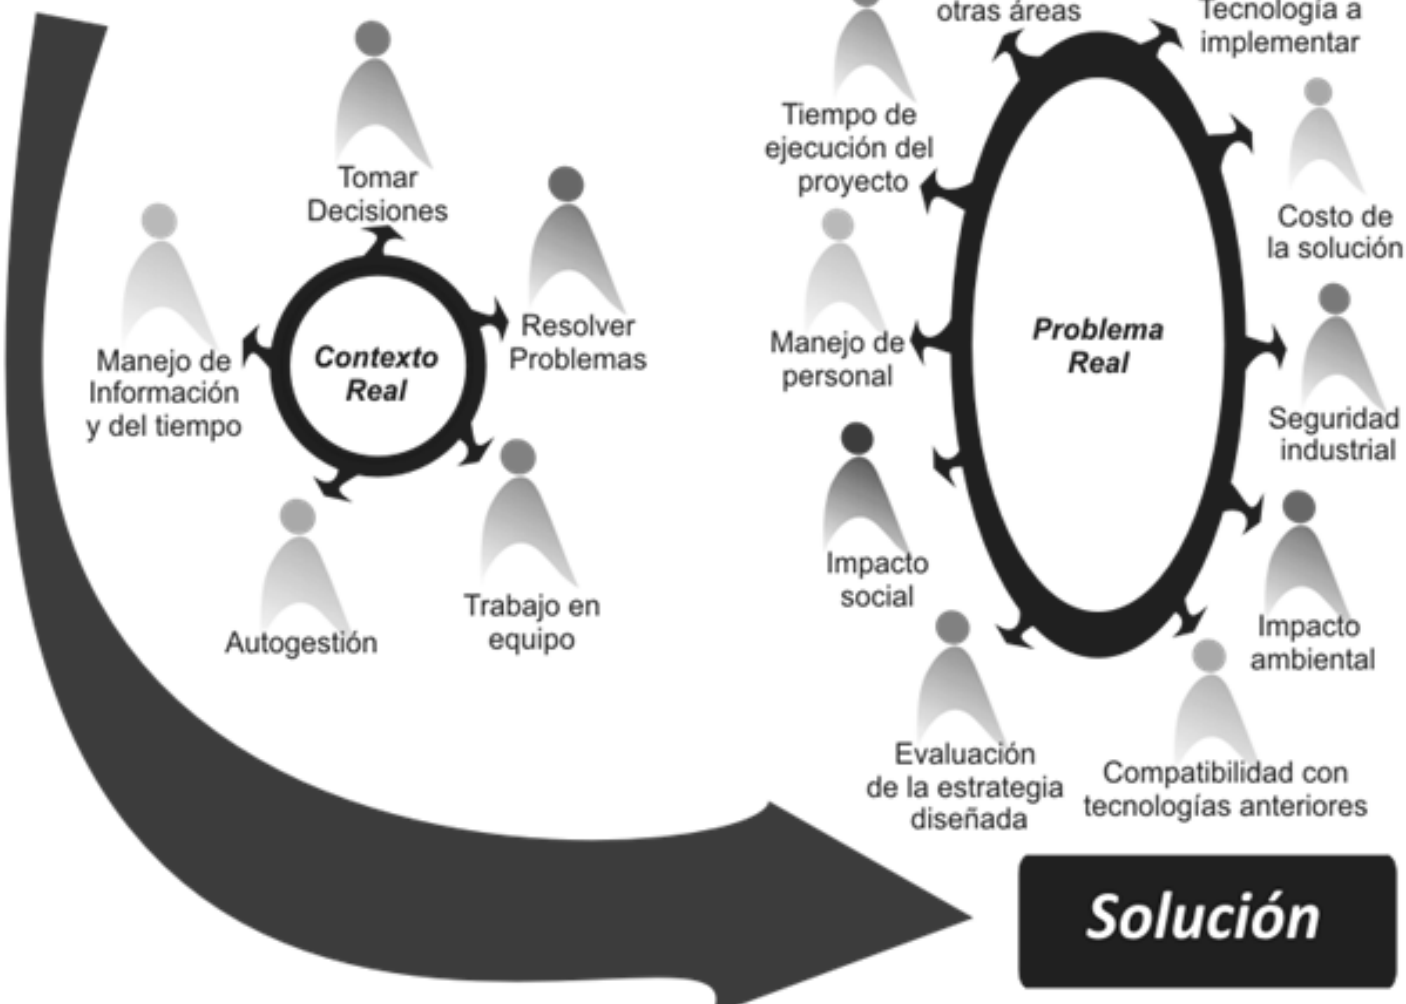 otras áreas
Tecnología a
implementar
Tiempo de
ejecución del
proyecto
Tomar
Decisiones
Costo de
la solución
Resolver
Problemas
Manejo de
Información
y del tiempo
Contexto
Real
Problema
Real
Manejo de
personal
Seguridad
industrial
Impacto
social
Trabajo en
equipo
Autogestión
Impacto
ambiental
Evaluación
de la estrategia
diseñada
Compatibilidad con
tecnologías anteriores
Solución